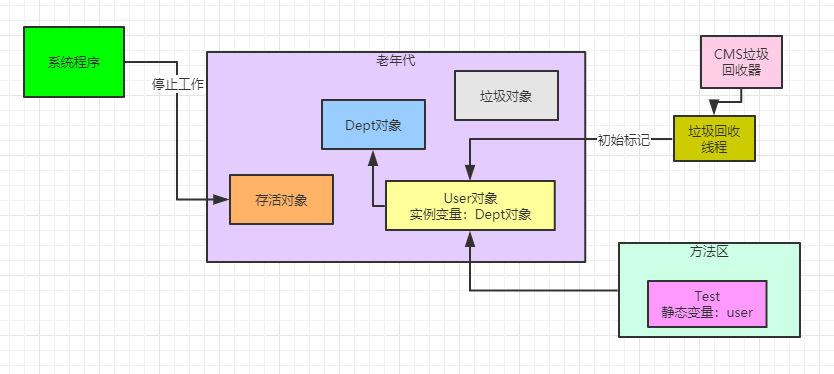 系统程序
停止工作
老年代
垃圾对象
Dept对象
存活对象
User对象
实例变量：Dept对象
初始标记
CMS垃圾
回收器
垃圾回收
线程
方法区
Test
静态变量：user